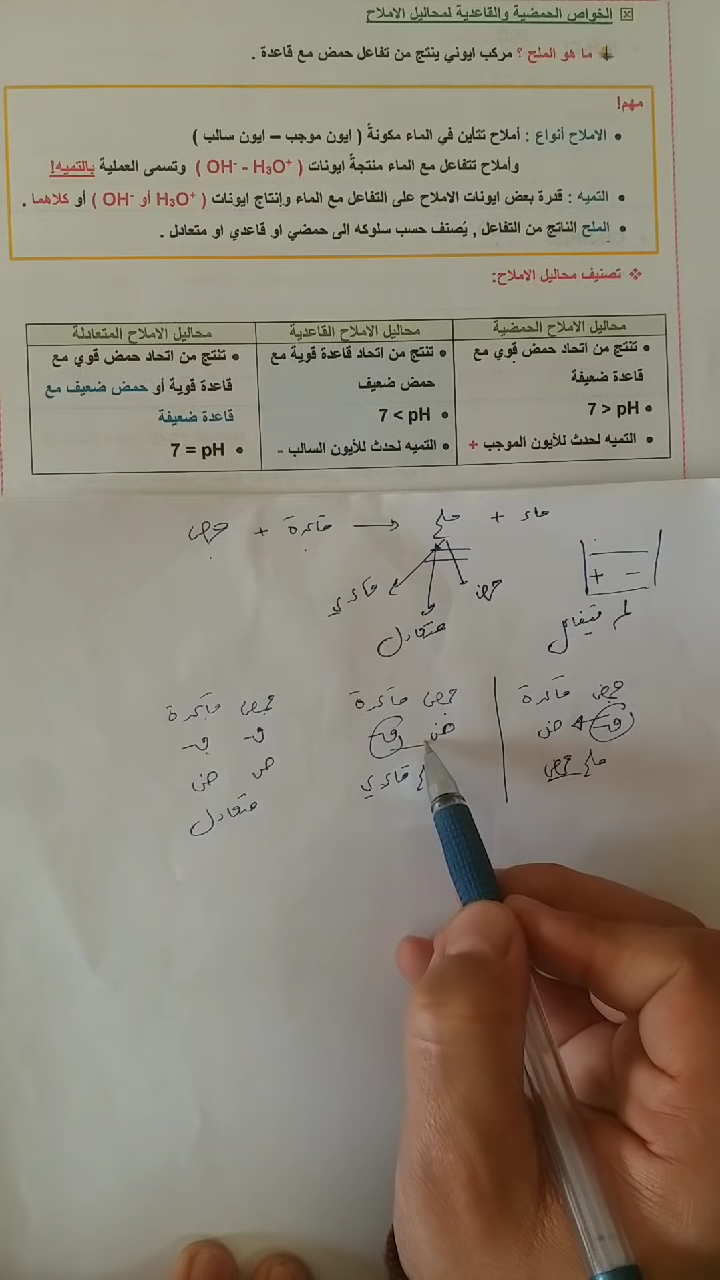 الخواص الحمضية والقاعدية لمحاليل الاملاح
ما هو الملح ؟ مركب ايوني ينتج من تفاعل حمض مع قاعدة .
مهم!
• الاملاح أنواع : أملاح تتأين في الماء مكونةً ( ايون موجب – ايون سالب )
وأملاح تتفاعل مع الماء منتجةً ايونات ( OH⁻ - H₃O⁺ ) وتسمى العملية بالتميه!
• التميه : قدرة بعض ايونات الاملاح على التفاعل مع الماء وإنتاج ايونات ( H₃O⁺ أو OH⁻ ) أو كلاهما .
• الملح الناتج من التفاعل , يُصنف حسب سلوكه الى حمضي او قاعدي او متعادل .
❖ تصنيف محاليل الاملاح:
محاليل الاملاح الحمضية
• تنتج من اتحاد حمض قوي مع
قاعدة ضعيفة
• 7 > pH
• التميه لحدث للأيون الموجب +
محاليل الاملاح القاعدية
• تنتج من اتحاد قاعدة قوية مع
حمض ضعيف
• 7 < pH
• التميه لحدث للأيون السالب -
محاليل الاملاح المتعادلة
• تنتج من اتحاد حمض قوي مع
قاعدة قوية أو حمض ضعيف مع
قاعدة ضعيفة
• 7 = pH
حمض + قاعدة → ملح + ماء
حمضي
متعادل
قاعدي
+ −
لم
حمض قاعدة
ق ض
ملح حمضي
حمض قاعدة
ض ق
قاعدي
حمض قاعدة
ق ق
ض ض
متعادل